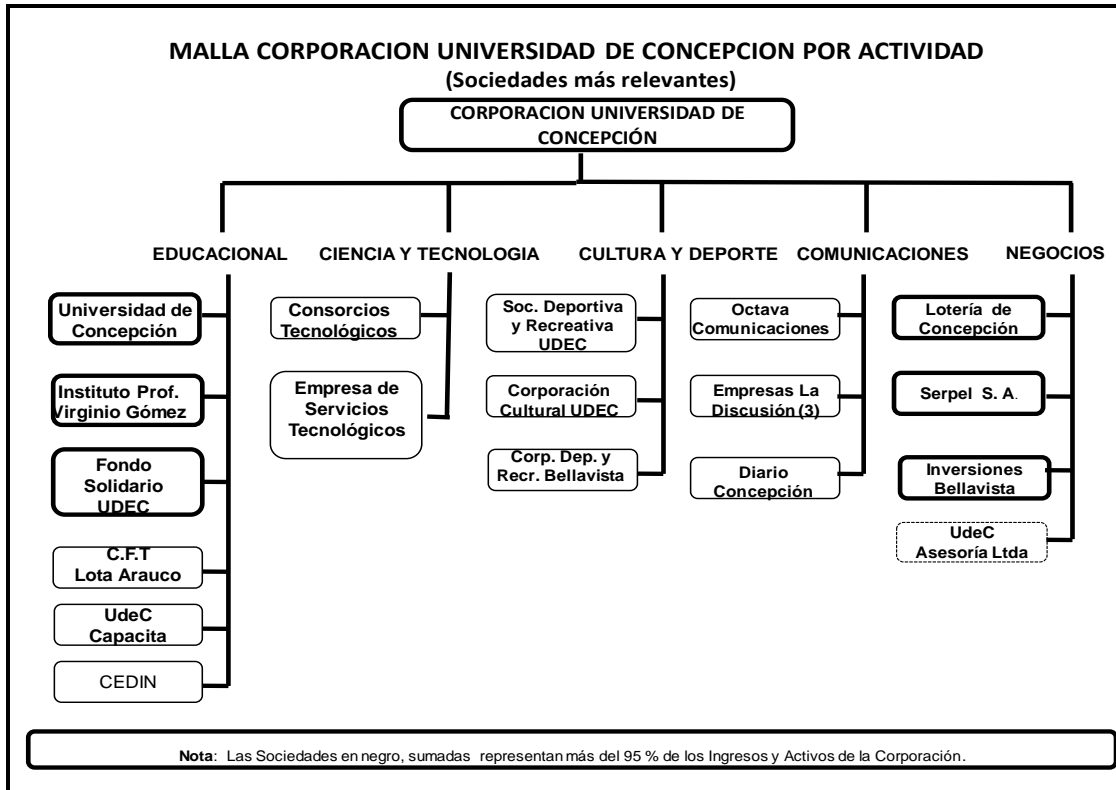 MALLA CORPORACION UNIVERSIDAD DE CONCEPCION POR ACTIVIDAD
(Sociedades más relevantes)
CORPORACION UNIVERSIDAD DE
CONCEPCIÓN
EDUCACIONAL
CIENCIA Y TECNOLOGIA
CULTURA Y DEPORTE
COMUNICACIONES
NEGOCIOS
Universidad de
Concepción
Instituto Prof.
Virginio Gómez
Fondo
Solidario
UDEC
C.F.T
Lota Arauco
UdeC
Capacita
CEDIN
Consorcios
Tecnológicos
Empresa de
Servicios
Tecnológicos
Soc. Deportiva
y Recreativa
UDEC
Corporación
Cultural UDEC
Corp. Dep. y
Recr. Bellavista
Octava
Comunicaciones
Empresas La
Discusión (3)
Diario
Concepción
Lotería de
Concepción
Serpel S. A.
Inversiones
Bellavista
UdeC
Asesoría Ltda
Nota: Las Sociedades en negro, sumadas representan más del 95 % de los Ingresos y Activos de la Corporación.